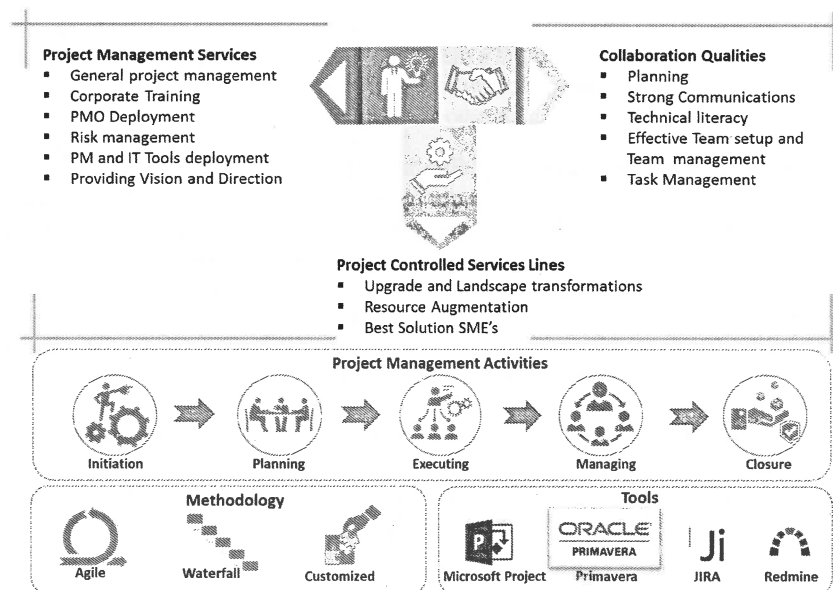 Project Management Services
▪ General project management
▪ Corporate Training
▪ PMO Deployment
▪ Risk management
▪ PM and IT Tools deployment
▪ Providing Vision and Direction
Collaboration Qualities
▪ Planning
▪ Strong Communications
▪ Technical literacy
▪ Effective Team setup and
Team management
▪ Task Management
Project Controlled Services Lines
▪ Upgrade and Landscape transformations
▪ Resource Augmentation
▪ Best Solution SME's
Project Management Activities
Initiation
Planning
Executing
Managing
Closure
Methodology
Agile
Waterfall
Customized
Tools
P
Microsoft Project
ORACLE
PRIMAVERA
Primavera
Ji
JIRA
Redmine